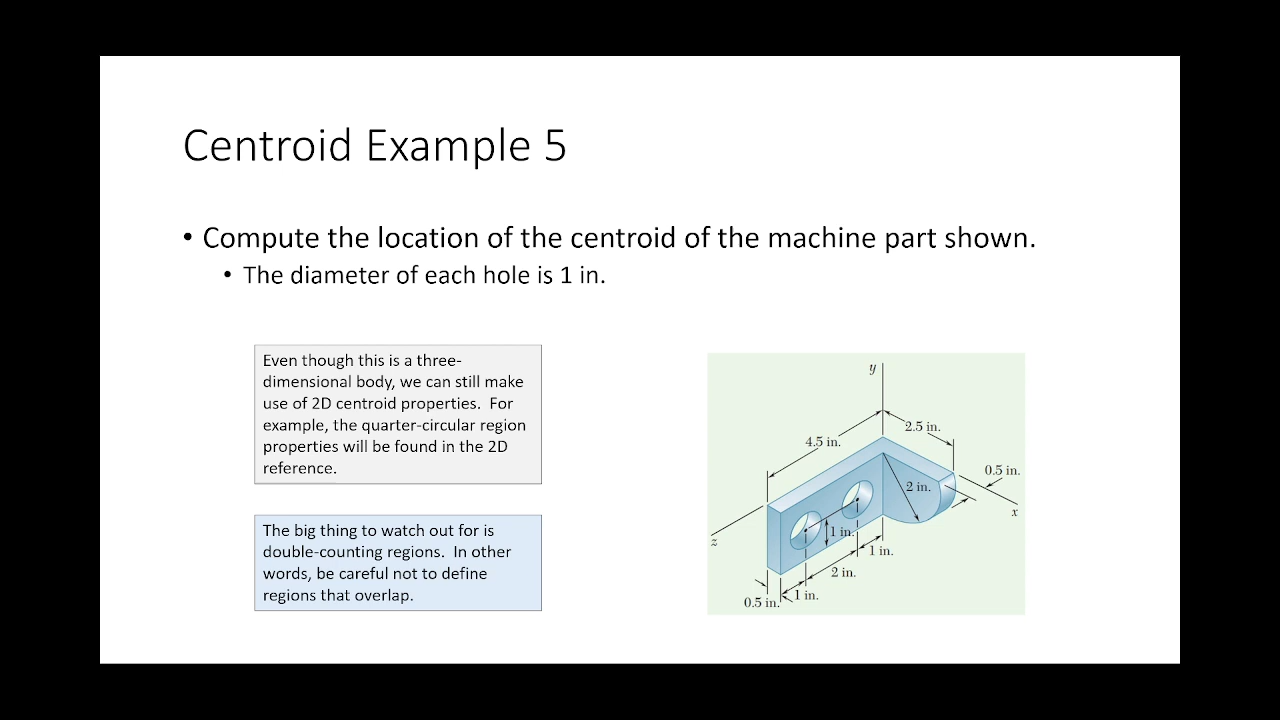 Centroid Example 5
• Compute the location of the centroid of the machine part shown.
• The diameter of each hole is 1 in.
Even though this is a three-
dimensional body, we can still make
use of 2D centroid properties. For
example, the quarter-circular region
properties will be found in the 2D
reference.
The big thing to watch out for is
double-counting regions. In other
words, be careful not to define
regions that overlap.
y
2.5 in.
4.5 in.
0.5 in.
2 in.
x
z
1 in.
1 in.
2 in.
1 in.
0.5 in.